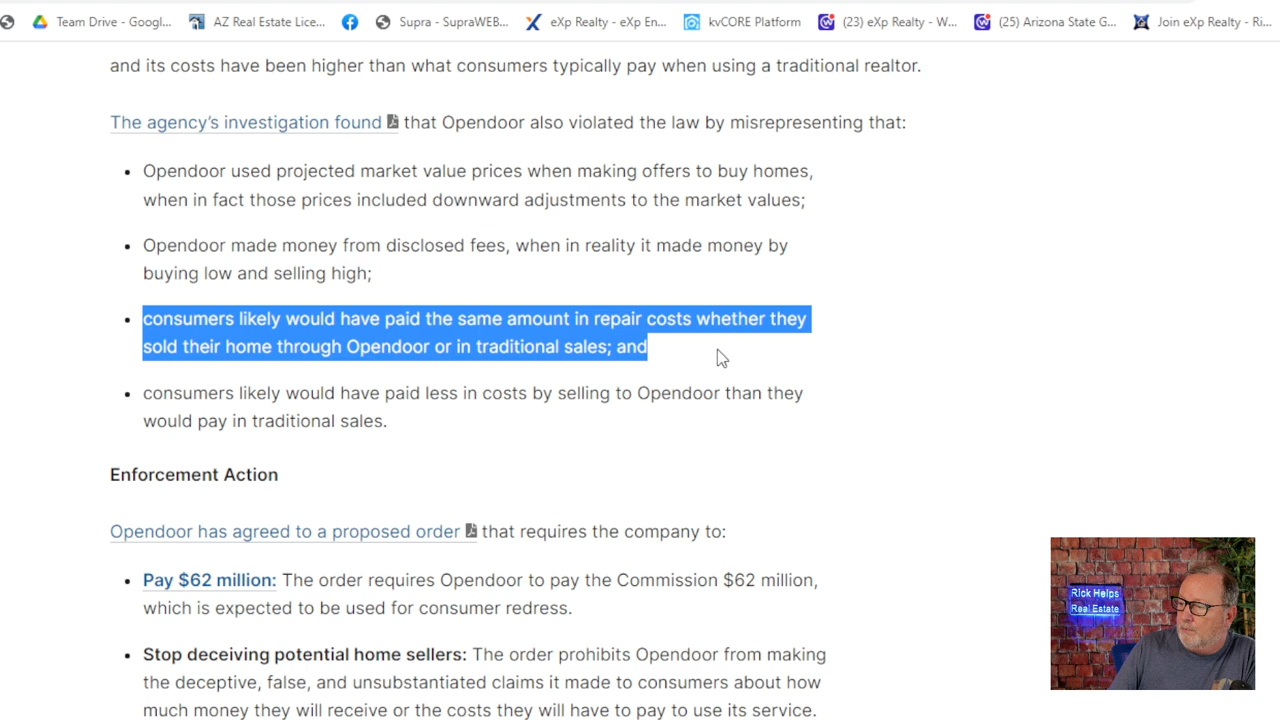 Team Drive - Googl...
AZ Real Estate Lice...
Supra - SupraWEB...
eXp Realty - eXp En...
kvCORE Platform
(23) eXp Realty - W...
(25) Arizona State G...
Join eXp Realty - Ri...
and its costs have been higher than what consumers typically pay when using a traditional realtor.
The agency’s investigation found that Opendoor also violated the law by misrepresenting that:
• Opendoor used projected market value prices when making offers to buy homes,
when in fact those prices included downward adjustments to the market values;
• Opendoor made money from disclosed fees, when in reality it made money by
buying low and selling high;
• consumers likely would have paid the same amount in repair costs whether they
sold their home through Opendoor or in traditional sales; and
• consumers likely would have paid less in costs by selling to Opendoor than they
would pay in traditional sales.
Enforcement Action
Opendoor has agreed to a proposed order that requires the company to:
• Pay $62 million: The order requires Opendoor to pay the Commission $62 million,
which is expected to be used for consumer redress.
• Stop deceiving potential home sellers: The order prohibits Opendoor from making
the deceptive, false, and unsubstantiated claims it made to consumers about how
much money they will receive or the costs they will have to pay to use its service.
Rick Helps
Real Estate